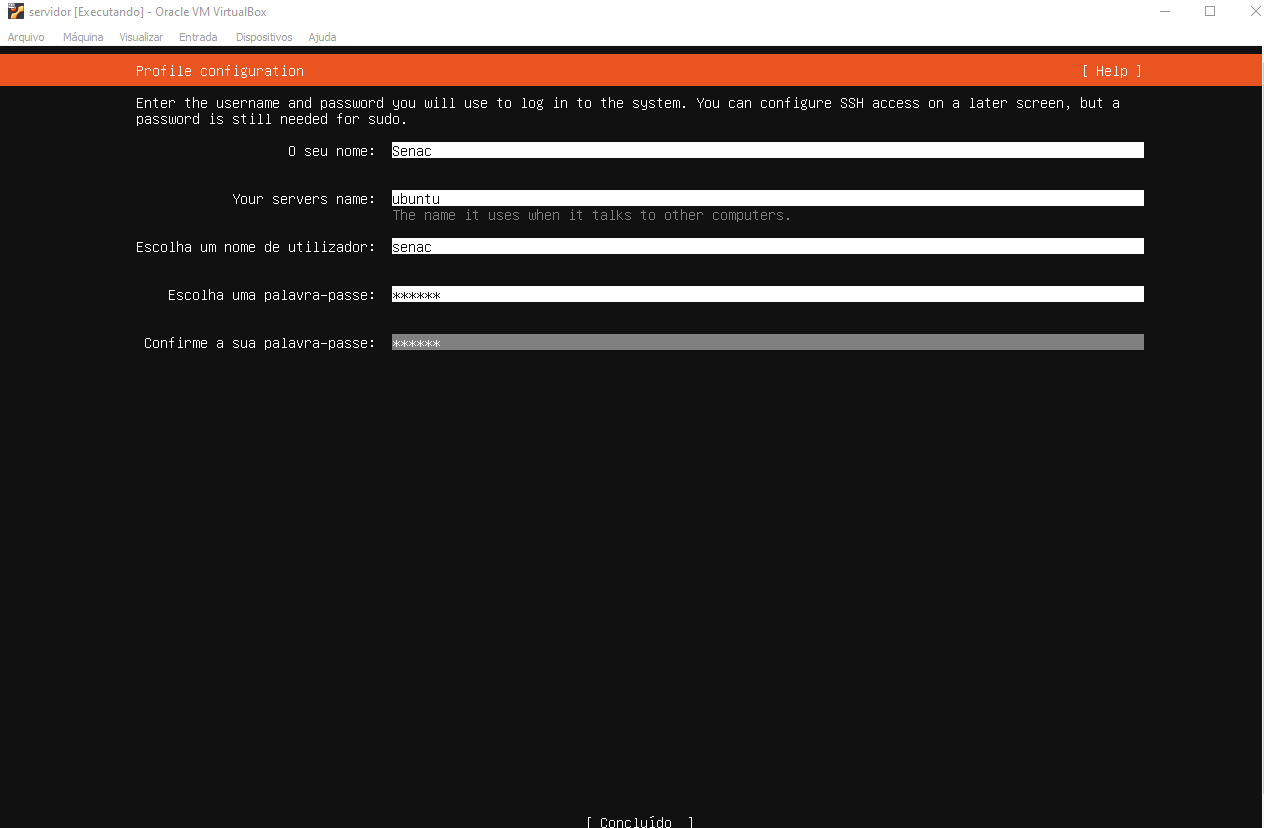 servidor [Executando] - Oracle VM VirtualBox
Arquivo Máquina Visualizar Entrada Dispositivos Ajuda
Profile configuration [ Help ]
Enter the username and password you will use to log in to the system. You can configure SSH access on a later screen, but a
password is still needed for sudo.
O seu nome: Senac
Your servers name: ubuntu
The name it uses when it talks to other computers.
Escolha um nome de utilizador: senac
Escolha uma palavra-passe: ******
Confirme a sua palavra-passe: ******
[ Concluído ]